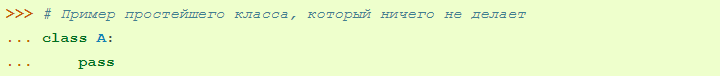 >>> # Пример простейшего класса, который ничего не делает
... class A:
...     pass